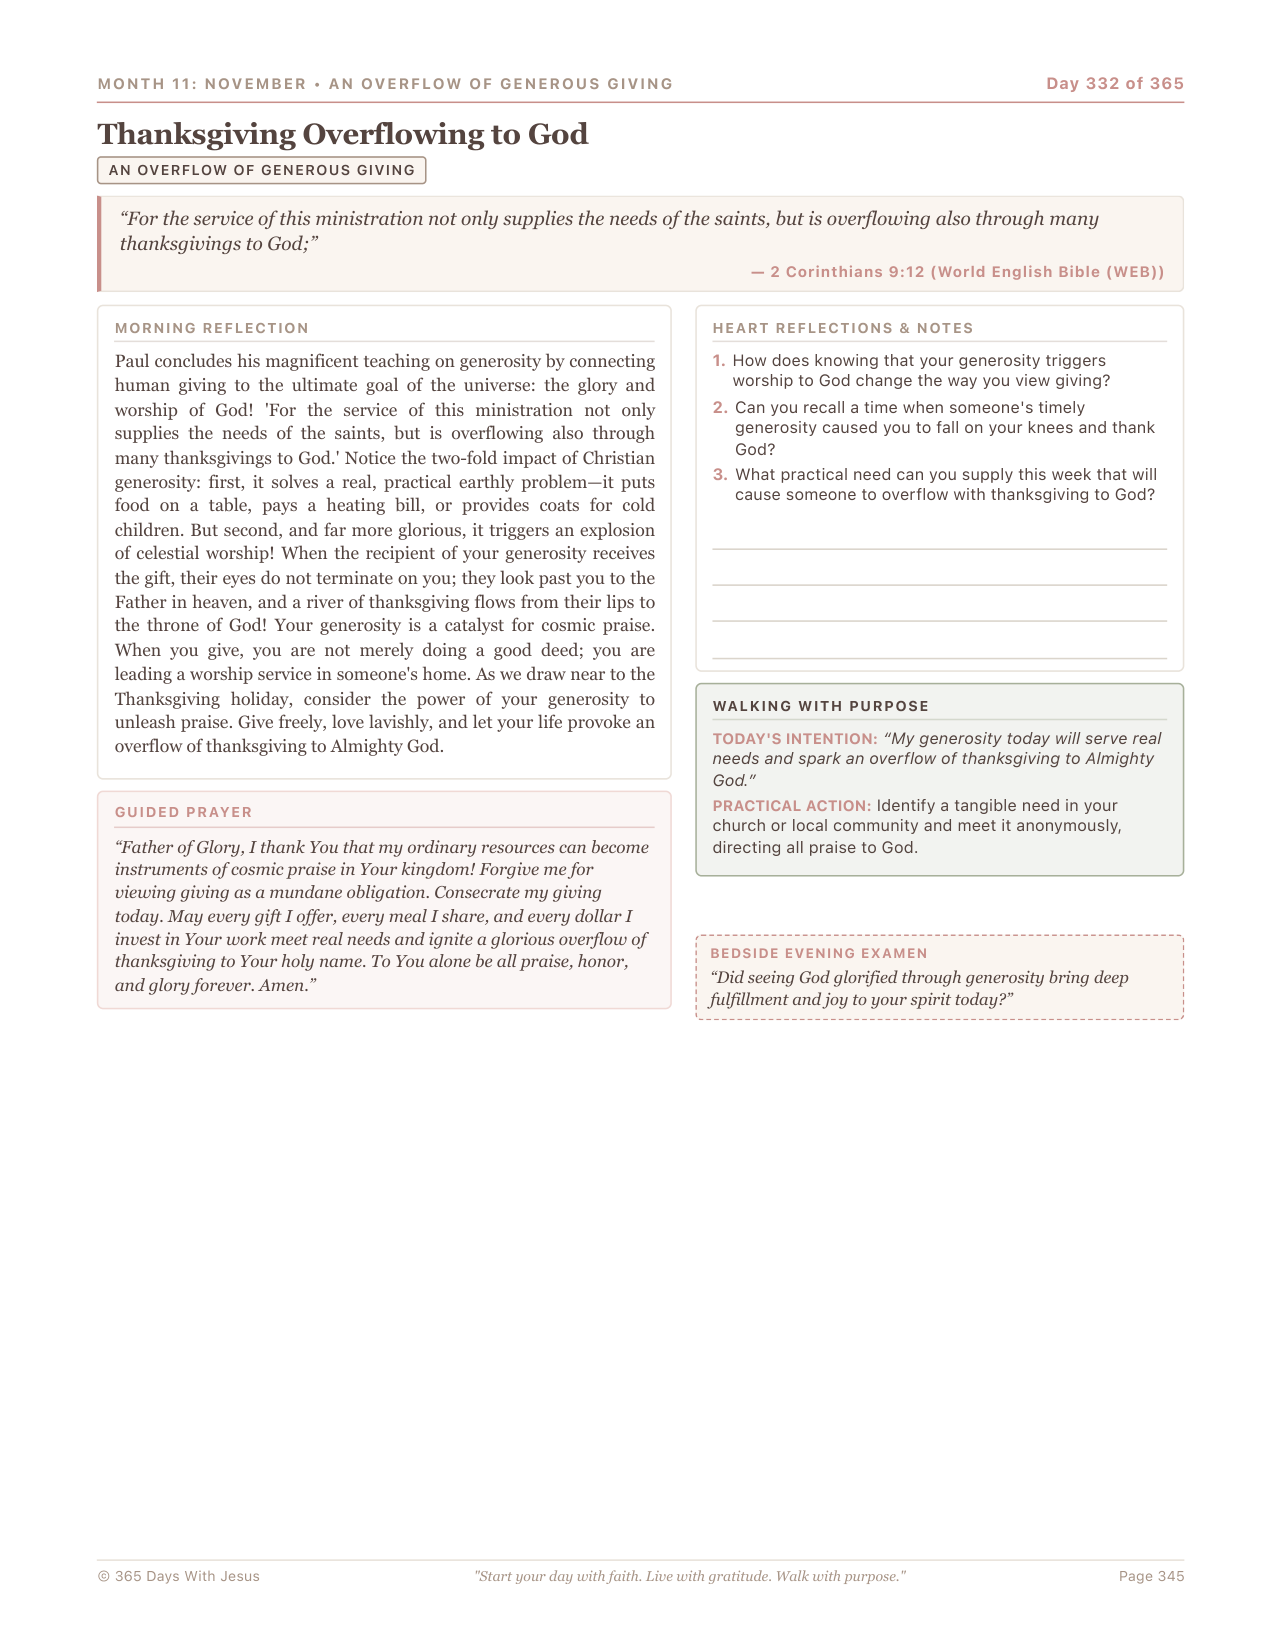 MONTH 11: NOVEMBER • AN OVERFLOW OF GENEROUS GIVING
Day 332 of 365
Thanksgiving Overflowing to God
AN OVERFLOW OF GENEROUS GIVING
“For the service of this ministration not only supplies the needs of the saints, but is overflowing also through many
thanksgivings to God;”
— 2 Corinthians 9:12 (World English Bible (WEB))
MORNING REFLECTION
Paul concludes his magnificent teaching on generosity by connecting
human giving to the ultimate goal of the universe: the glory and
worship of God! 'For the service of this ministration not only
supplies the needs of the saints, but is overflowing also through
many thanksgivings to God.' Notice the two-fold impact of Christian
generosity: first, it solves a real, practical earthly problem—it puts
food on a table, pays a heating bill, or provides coats for cold
children. But second, and far more glorious, it triggers an explosion
of celestial worship! When the recipient of your generosity receives
the gift, their eyes do not terminate on you; they look past you to the
Father in heaven, and a river of thanksgiving flows from their lips to
the throne of God! Your generosity is a catalyst for cosmic praise.
When you give, you are not merely doing a good deed; you are
leading a worship service in someone's home. As we draw near to the
Thanksgiving holiday, consider the power of your generosity to
unleash praise. Give freely, love lavishly, and let your life provoke an
overflow of thanksgiving to Almighty God.
GUIDED PRAYER
“Father of Glory, I thank You that my ordinary resources can become
instruments of cosmic praise in Your kingdom! Forgive me for
viewing giving as a mundane obligation. Consecrate my giving
today. May every gift I offer, every meal I share, and every dollar I
invest in Your work meet real needs and ignite a glorious overflow of
thanksgiving to Your holy name. To You alone be all praise, honor,
and glory forever. Amen.”
HEART REFLECTIONS & NOTES
1. How does knowing that your generosity triggers
worship to God change the way you view giving?
2. Can you recall a time when someone's timely
generosity caused you to fall on your knees and thank
God?
3. What practical need can you supply this week that will
cause someone to overflow with thanksgiving to God?
WALKING WITH PURPOSE
TODAY'S INTENTION: “My generosity today will serve real
needs and spark an overflow of thanksgiving to Almighty
God.”
PRACTICAL ACTION: Identify a tangible need in your
church or local community and meet it anonymously,
directing all praise to God.
BEDSIDE EVENING EXAMEN
“Did seeing God glorified through generosity bring deep
fulfillment and joy to your spirit today?”
© 365 Days With Jesus
"Start your day with faith. Live with gratitude. Walk with purpose."
Page 345